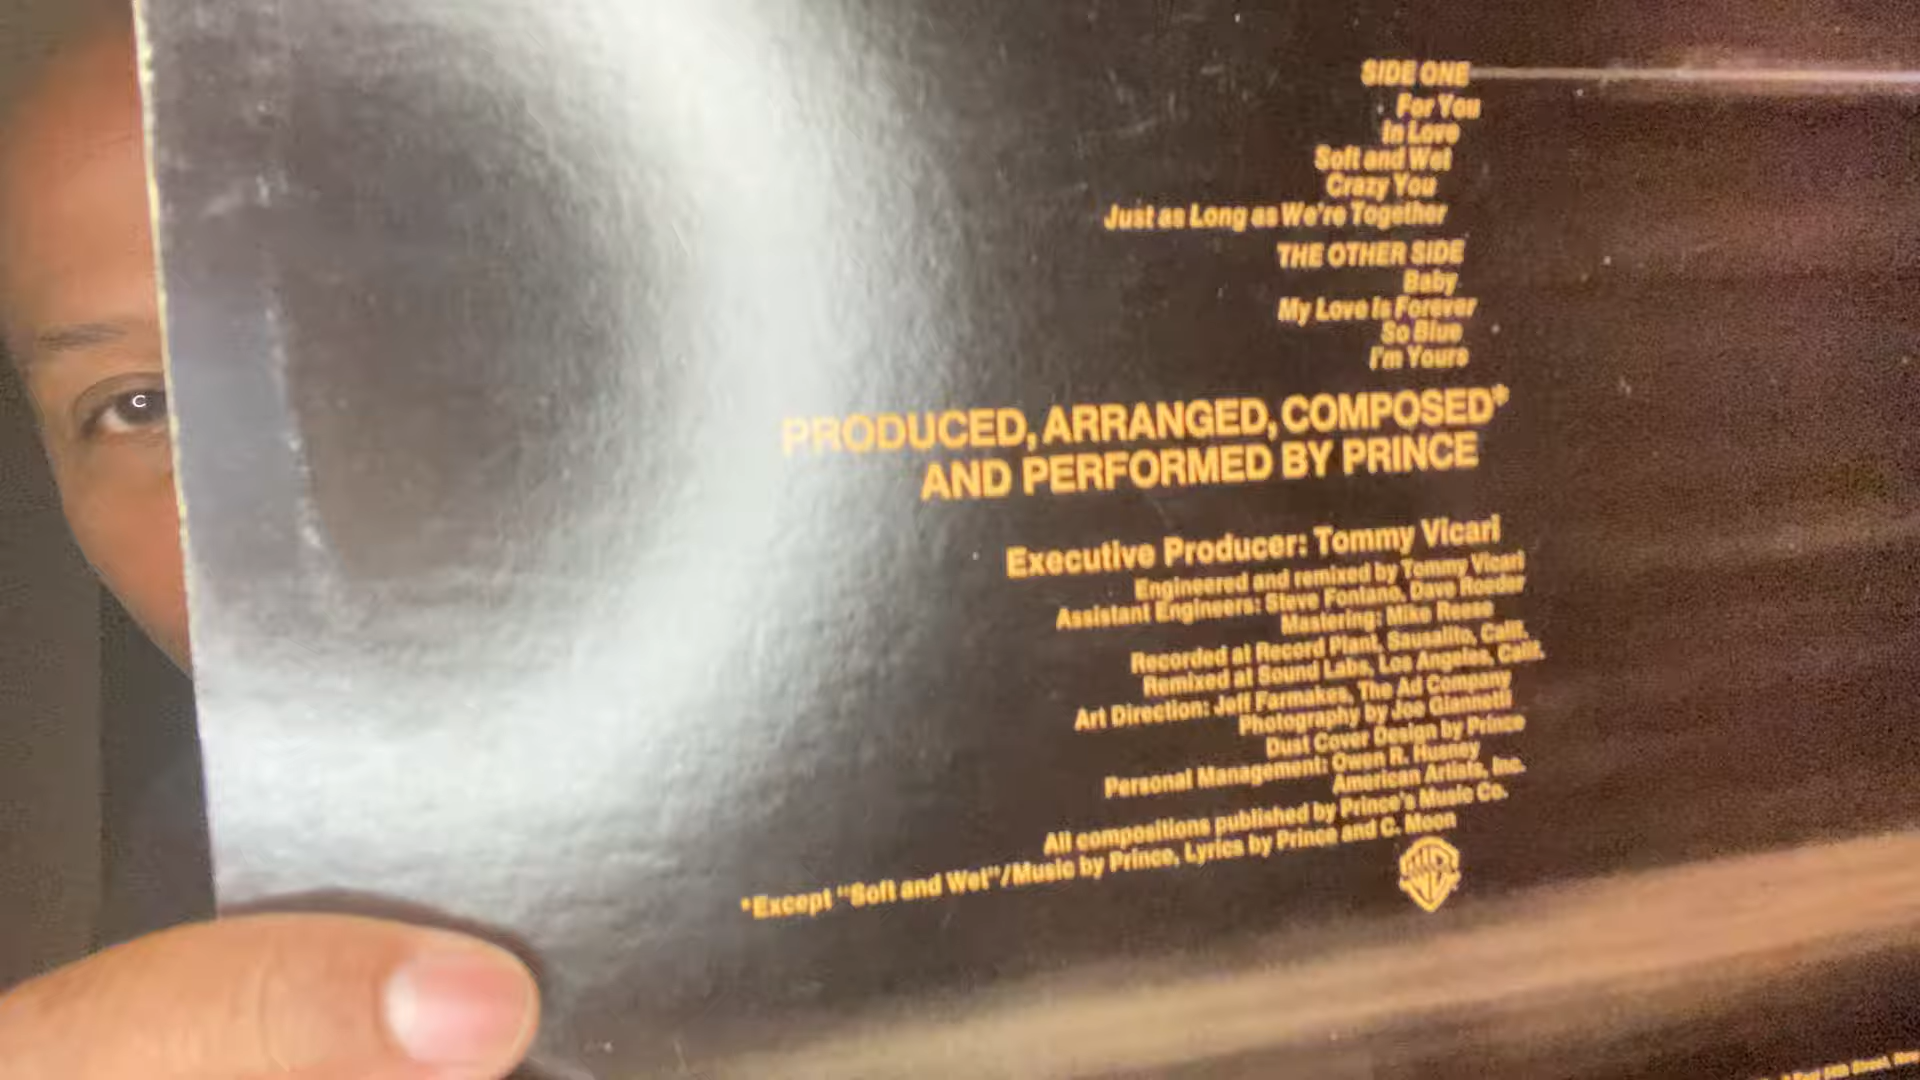 SIDE ONE
For You
In Love
Soft and Wet
Crazy You
Just as Long as We're Together
THE OTHER SIDE
Baby
My Love Is Forever
So Blue
I'm Yours
PRODUCED, ARRANGED, COMPOSED*
AND PERFORMED BY PRINCE
Executive Producer: Tommy Vicari
Engineered and remixed by Tommy Vicari
Assistant Engineers: Steve Fontano, Dave Roeder
Mastering: Mike Reese
Recorded at Record Plant, Sausalito, Calif.
Remixed at Sound Labs, Los Angeles, Calif.
Art Direction: Jeff Farmakes, The Ad Company
Photography by Joe Giannetti
Dust Cover Design by Prince
Personal Management: Owen R. Husney
American Artists, Inc.
All compositions published by Prince's Music Co.
*Except "Soft and Wet"/Music by Prince, Lyrics by Prince and C. Moon
East 54th Street, New